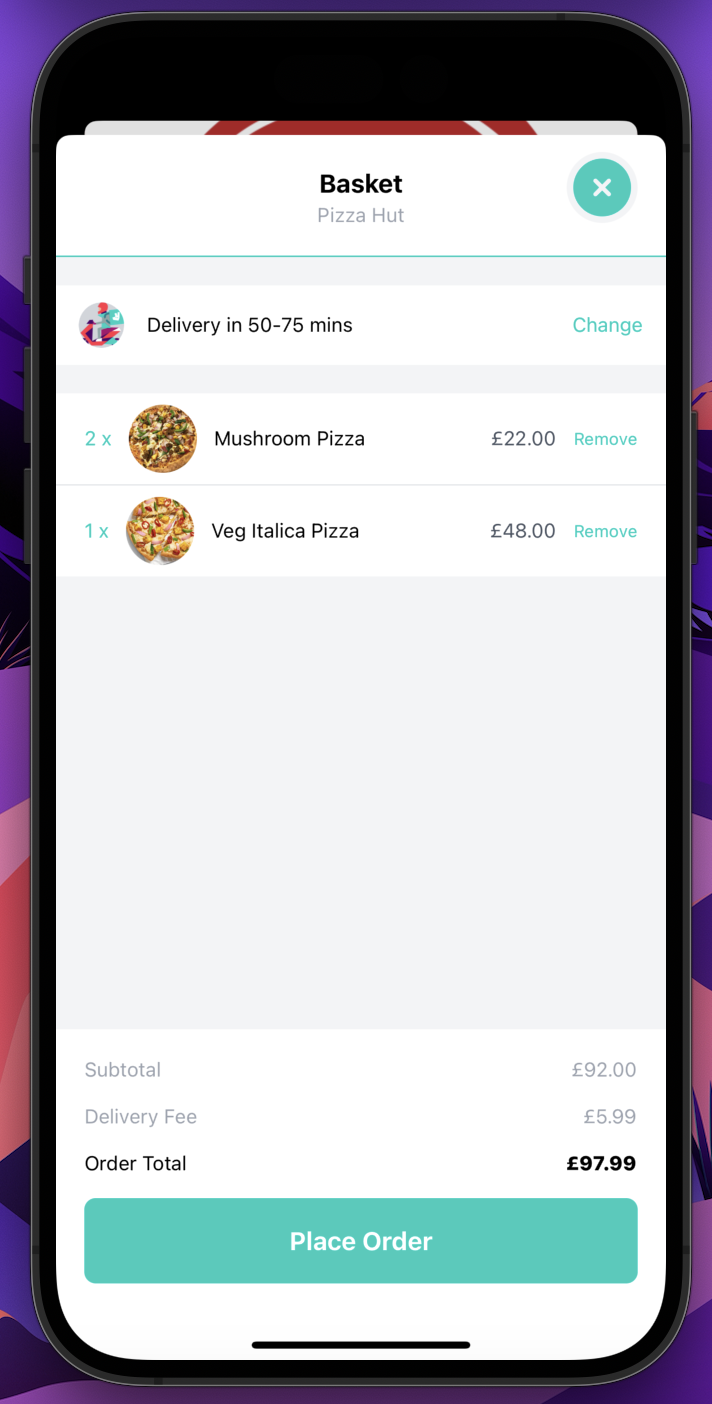 Basket
Pizza Hut
Delivery in 50-75 mins Change
2 x Mushroom Pizza £22.00 Remove
1 x Veg Italica Pizza £48.00 Remove
Subtotal £92.00
Delivery Fee £5.99
Order Total £97.99
Place Order